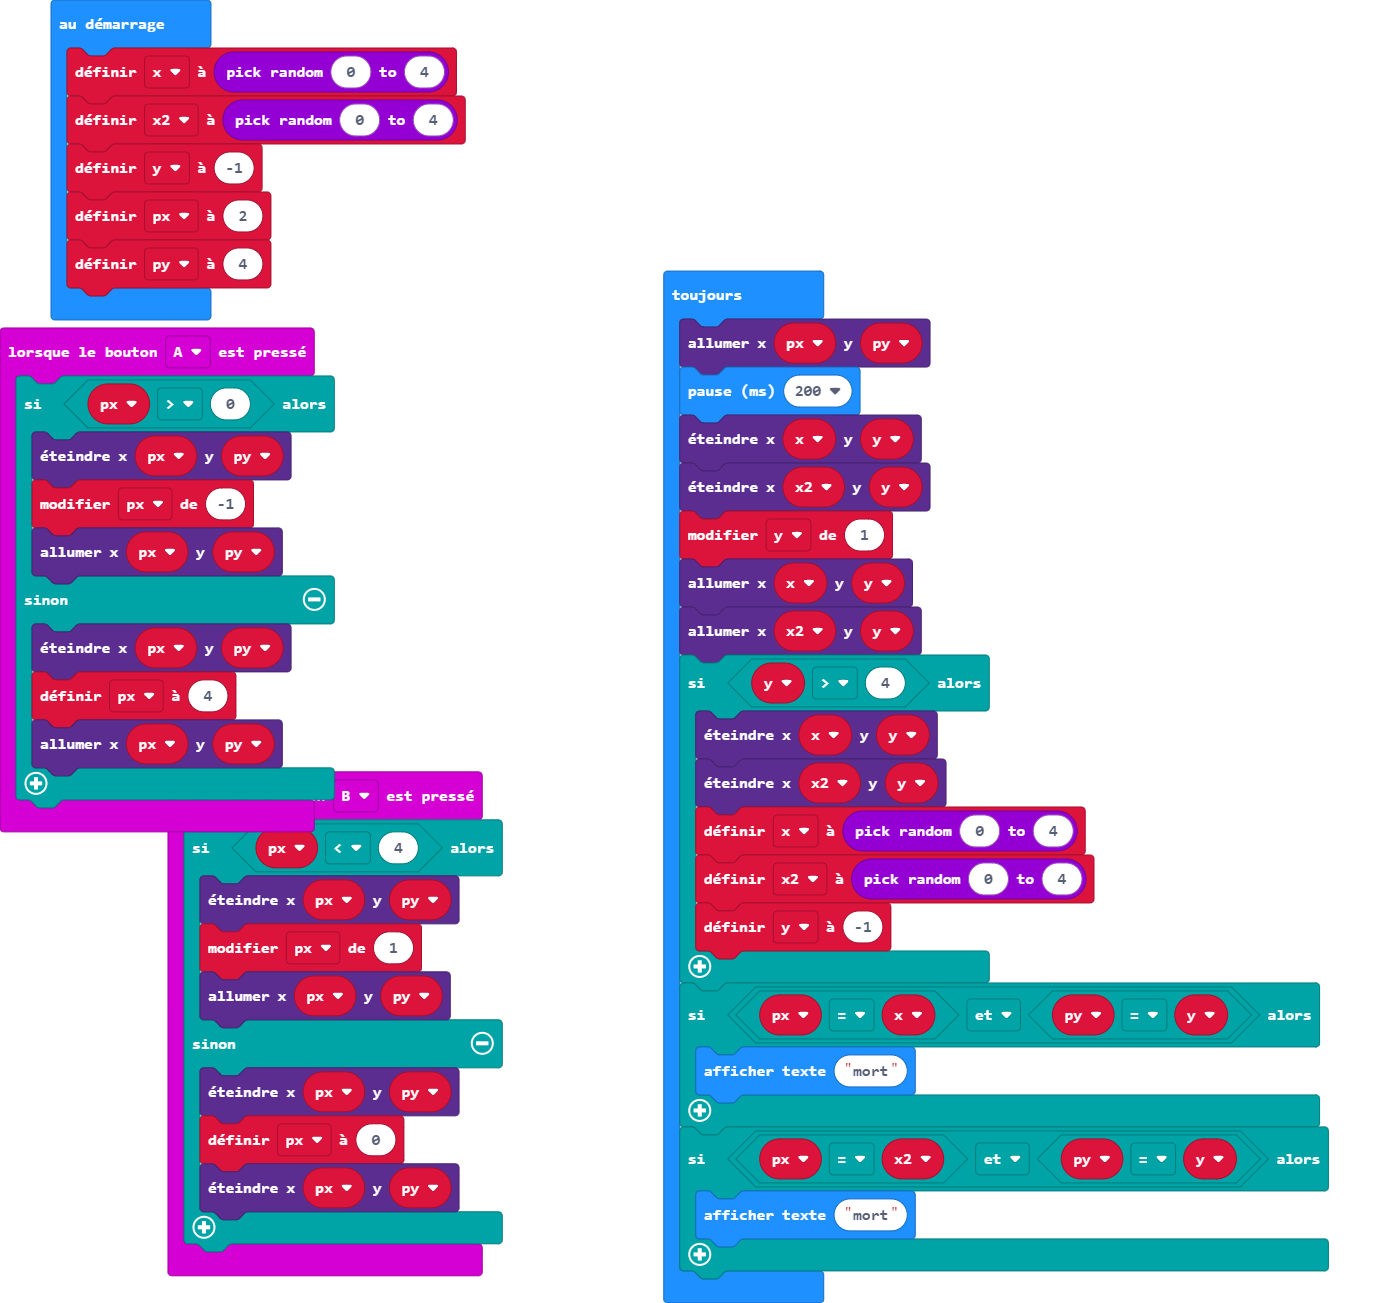 au démarrage
définir x à pick random 0 to 4
définir x2 à pick random 0 to 4
définir y à -1
définir px à 2
définir py à 4
lorsque le bouton A est pressé
si px > 0 alors
éteindre x px y py
modifier px de -1
allumer x px y py
sinon
éteindre x px y py
définir px à 4
allumer x px y py
B est pressé
si px < 4 alors
éteindre x px y py
modifier px de 1
allumer x px y py
sinon
éteindre x px y py
définir px à 0
éteindre x px y py
toujours
allumer x px y py
pause (ms) 200
éteindre x x y y
éteindre x x2 y y
modifier y de 1
allumer x x y y
allumer x x2 y y
si y > 4 alors
éteindre x x y y
éteindre x x2 y y
définir x à pick random 0 to 4
définir x2 à pick random 0 to 4
définir y à -1
si px = x et py = y alors
afficher texte "mort"
si px = x2 et py = y alors
afficher texte "mort"